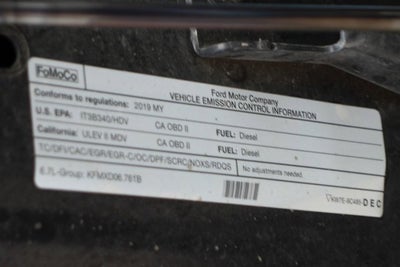 FoMoCo
Ford Motor Company
VEHICLE EMISSION CONTROL INFORMATION
Conforms to regulations: 2019 MY
U.S. EPA: IT3B340/HDV CA OBD II FUEL: Diesel
California: ULEV II MDV CA OBD II FUEL: Diesel
TC/DFI/CAC/EGR/EGR-C/OC/DPF/SCRC/NOXS/RDQS No adjustments needed.
6.7L-Group: KFMXD06.761B
DEC